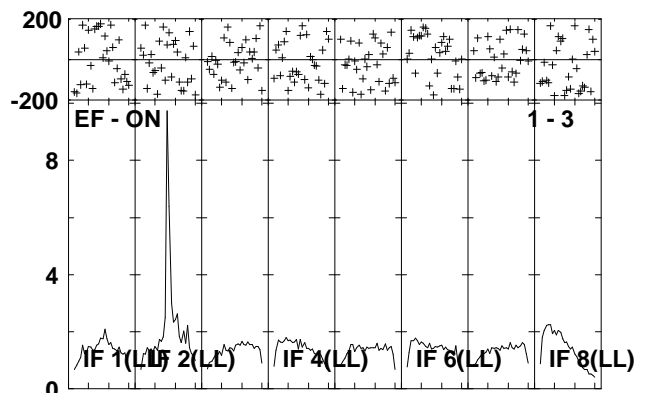 200
-200
EF - ON
1 - 3
8
4
0
IF 1(LL)
IF 2(LL)
IF 4(LL)
IF 6(LL)
IF 8(LL)